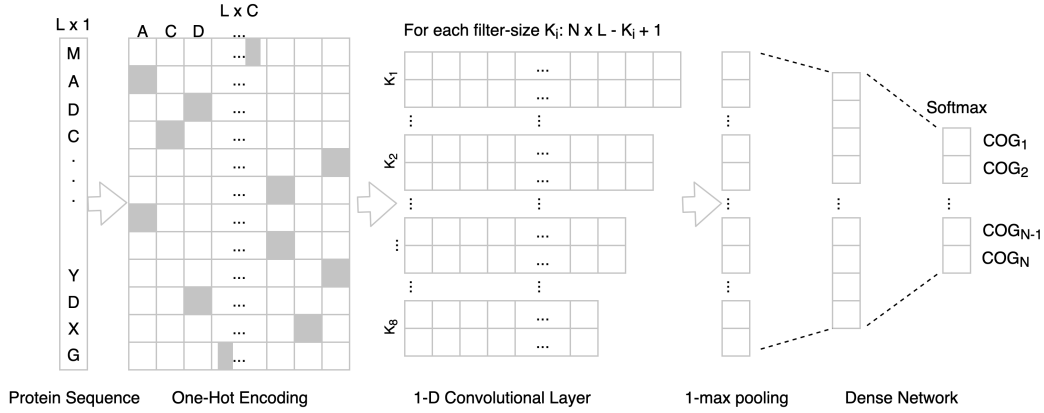 L x 1
L x C
A C D ...
For each filter-size Ki: N x L - Ki + 1
M
...
A
...
D
...
C
...
.
...
.
...
.
...
...
Y
...
D
...
X
...
G
...
K1
...
...
⋮ ⋮
K2
...
...
⋮ ⋮
...
...
...
⋮ ⋮
K8
...
...
⋮
⋮
⋮
⋮
Softmax
COG1
COG2
⋮
COGN-1
COGN
Protein Sequence
One-Hot Encoding
1-D Convolutional Layer
1-max pooling
Dense Network